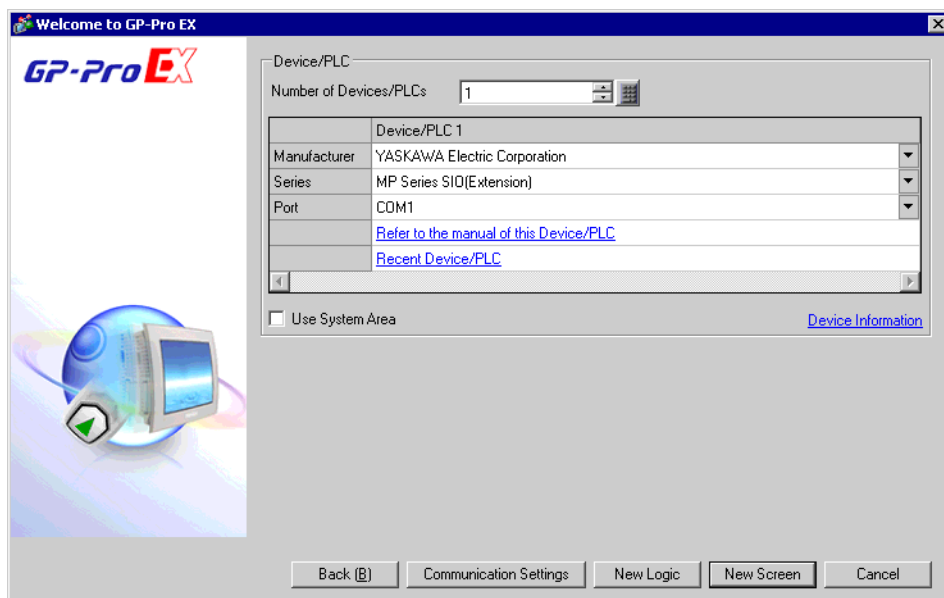 Welcome to GP-Pro EX
GP-Pro EX
Device/PLC
Number of Devices/PLCs 1
Device/PLC 1
Manufacturer YASKAWA Electric Corporation
Series MP Series SIO(Extension)
Port COM1
Refer to the manual of this Device/PLC
Recent Device/PLC
Use System Area Device Information
Back (B) Communication Settings New Logic New Screen Cancel